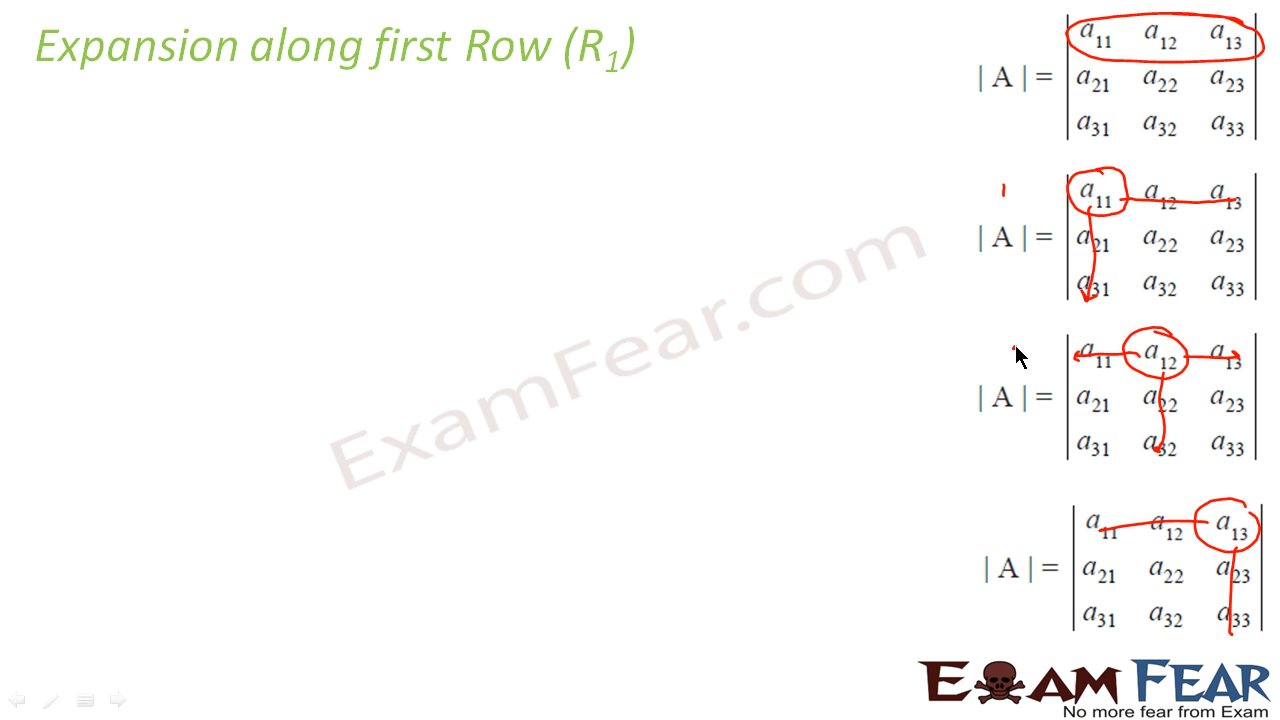 Expansion along first Row (R₁)
a₁₁ a₁₂ a₁₃
| A | = a₂₁ a₂₂ a₂₃
a₃₁ a₃₂ a₃₃
1
a₁₁ a₁₂ a₁₃
| A | = a₂₁ a₂₂ a₂₃
a₃₁ a₃₂ a₃₃
a₁₁ a₁₂ a₁₃
| A | = a₂₁ a₂₂ a₂₃
a₃₁ a₃₂ a₃₃
a₁₁ a₁₂ a₁₃
| A | = a₂₁ a₂₂ a₂₃
a₃₁ a₃₂ a₃₃
ExamFear.com
EXAM FEAR
No more fear from Exam